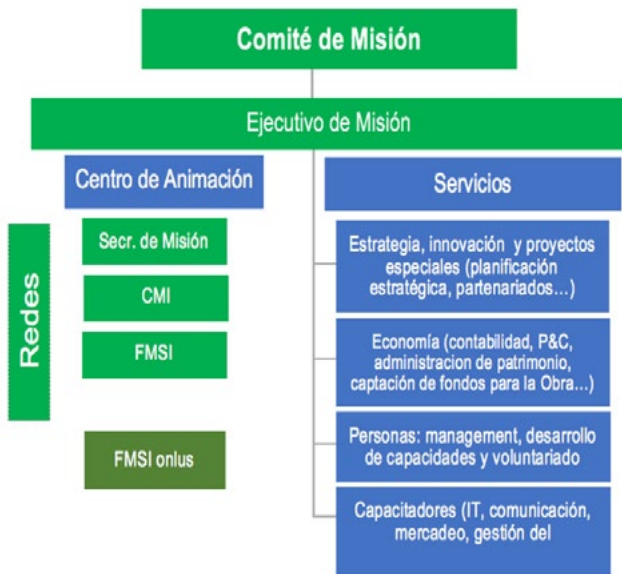 Comité de Misión
Ejecutivo de Misión
Centro de Animación
Redes
Secr. de Misión
CMI
FMSI
FMSI onlus
Servicios
Estrategia, innovación y proyectos
especiales (planificación
estratégica, partenariados...)
Economía (contabilidad, P&C,
administracion de patrimonio,
captación de fondos para la Obra...)
Personas: management, desarrollo
de capacidades y voluntariado
Capacitadores (IT, comunicación,
mercadeo, gestión del